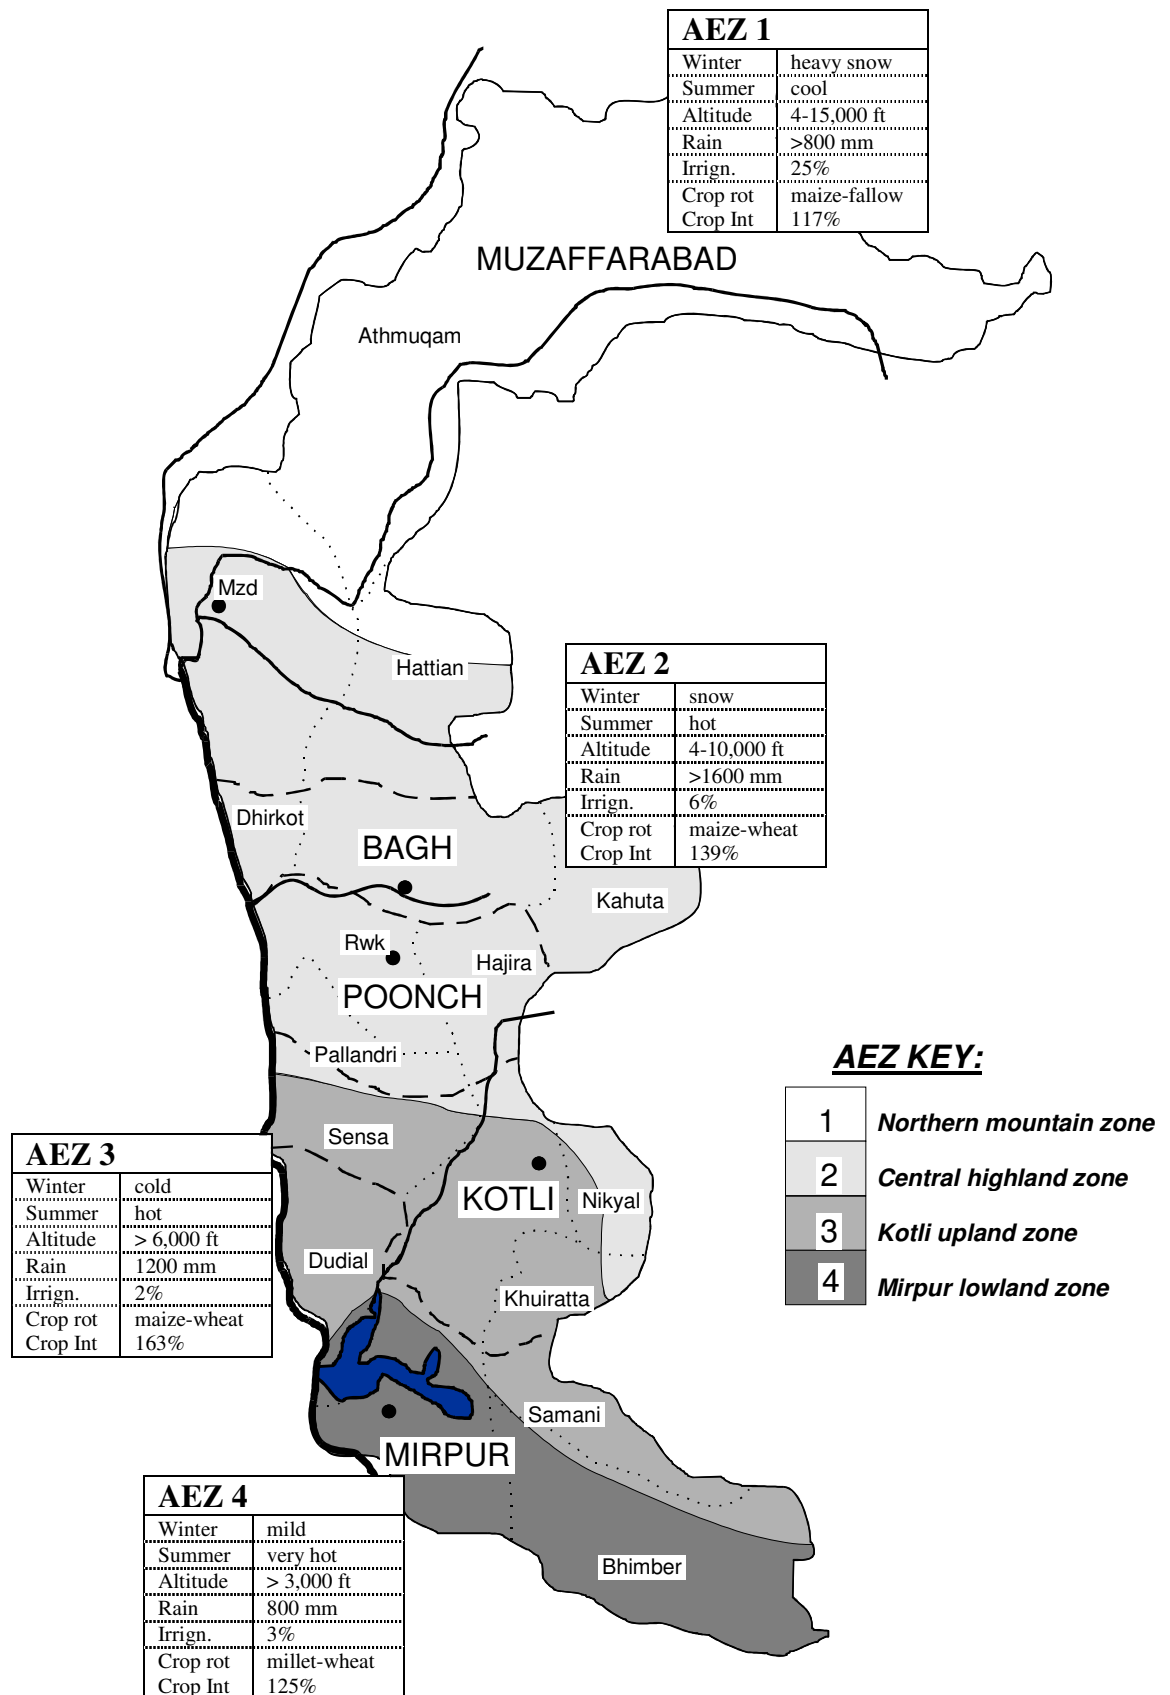 AEZ 1
Winter heavy snow
Summer cool
Altitude 4-15,000 ft
Rain >800 mm
Irrign. 25%
Crop rot maize-fallow
Crop Int 117%
MUZAFFARABAD
Athmuqam
Mzd
Hattian
AEZ 2
Winter snow
Summer hot
Altitude 4-10,000 ft
Rain >1600 mm
Irrign. 6%
Crop rot maize-wheat
Crop Int 139%
Dhirkot
BAGH
Kahuta
Rwk
Hajira
POONCH
Pallandri
AEZ KEY:
1 Northern mountain zone
2 Central highland zone
3 Kotli upland zone
4 Mirpur lowland zone
Sensa
AEZ 3
Winter cold
Summer hot
Altitude > 6,000 ft
Rain 1200 mm
Irrign. 2%
Crop rot maize-wheat
Crop Int 163%
KOTLI
Nikyal
Dudial
Khuiratta
Samani
MIRPUR
AEZ 4
Winter mild
Summer very hot
Altitude > 3,000 ft
Rain 800 mm
Irrign. 3%
Crop rot millet-wheat
Crop Int 125%
Bhimber